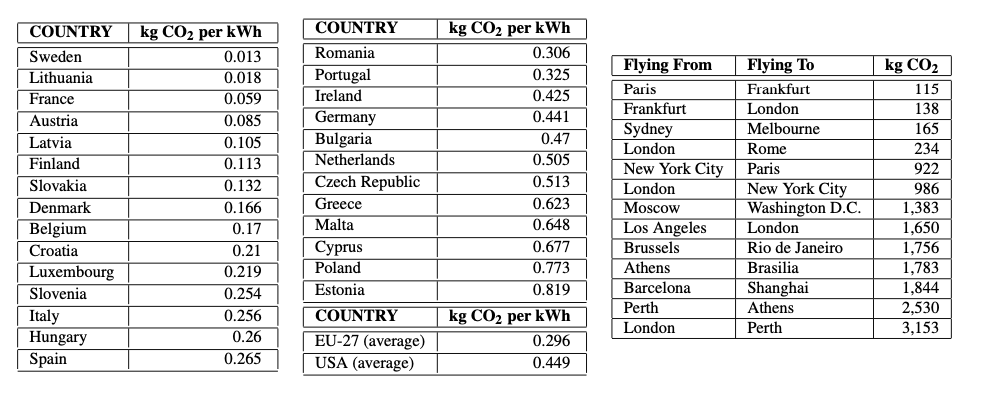 COUNTRY kg CO₂ per kWh
Sweden 0.013
Lithuania 0.018
France 0.059
Austria 0.085
Latvia 0.105
Finland 0.113
Slovakia 0.132
Denmark 0.166
Belgium 0.17
Croatia 0.21
Luxembourg 0.219
Slovenia 0.254
Italy 0.256
Hungary 0.26
Spain 0.265
COUNTRY kg CO₂ per kWh
Romania 0.306
Portugal 0.325
Ireland 0.425
Germany 0.441
Bulgaria 0.47
Netherlands 0.505
Czech Republic 0.513
Greece 0.623
Malta 0.648
Cyprus 0.677
Poland 0.773
Estonia 0.819
COUNTRY kg CO₂ per kWh
EU-27 (average) 0.296
USA (average) 0.449
Flying From Flying To kg CO₂
Paris Frankfurt 115
Frankfurt London 138
Sydney Melbourne 165
London Rome 234
New York City Paris 922
London New York City 986
Moscow Washington D.C. 1,383
Los Angeles London 1,650
Brussels Rio de Janeiro 1,756
Athens Brasilia 1,783
Barcelona Shanghai 1,844
Perth Athens 2,530
London Perth 3,153